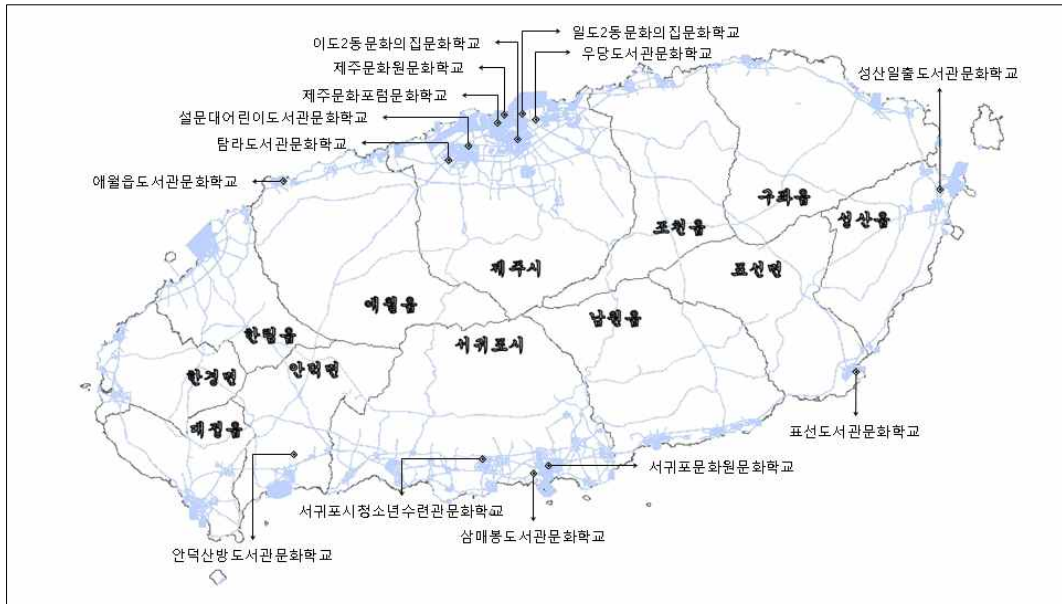 일도2동문화의집문화학교
이도2동문화의집문화학교
우당도서관문화학교
제주문화원문화학교
성산일출도서관문화학교
제주문화포럼문화학교
설문대어린이도서관문화학교
탐라도서관문화학교
애월읍도서관문화학교
구좌읍
성산읍
조천읍
제주시
표선면
애월읍
남원읍
한림읍
서귀포시
안덕면
한경면
대정읍
표선도서관문화학교
서귀포문화원문화학교
서귀포시청소년수련관문화학교
삼매봉도서관문화학교
안덕산방도서관문화학교